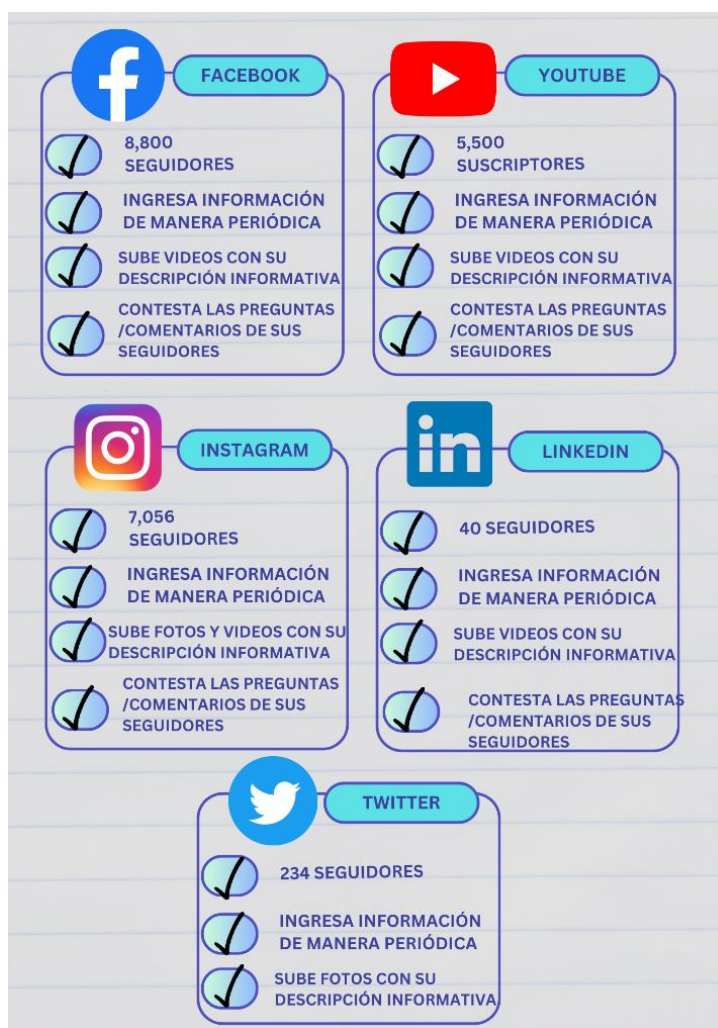 FACEBOOK
8,800
SEGUIDORES
INGRESA INFORMACIÓN
DE MANERA PERIÓDICA
SUBE VIDEOS CON SU
DESCRIPCIÓN INFORMATIVA
CONTESTA LAS PREGUNTAS
/COMENTARIOS DE SUS
SEGUIDORES
YOUTUBE
5,500
SUSCRIPTORES
INGRESA INFORMACIÓN
DE MANERA PERIÓDICA
SUBE VIDEOS CON SU
DESCRIPCIÓN INFORMATIVA
CONTESTA LAS PREGUNTAS
/COMENTARIOS DE SUS
SEGUIDORES
INSTAGRAM
7,056
SEGUIDORES
INGRESA INFORMACIÓN
DE MANERA PERIÓDICA
SUBE FOTOS Y VIDEOS CON SU
DESCRIPCIÓN INFORMATIVA
CONTESTA LAS PREGUNTAS
/COMENTARIOS DE SUS
SEGUIDORES
in
LINKEDIN
40 SEGUIDORES
INGRESA INFORMACIÓN
DE MANERA PERIÓDICA
SUBE VIDEOS CON SU
DESCRIPCIÓN INFORMATIVA
CONTESTA LAS PREGUNTAS
/COMENTARIOS DE SUS
SEGUIDORES
TWITTER
234 SEGUIDORES
INGRESA INFORMACIÓN
DE MANERA PERIÓDICA
SUBE FOTOS CON SU
DESCRIPCIÓN INFORMATIVA